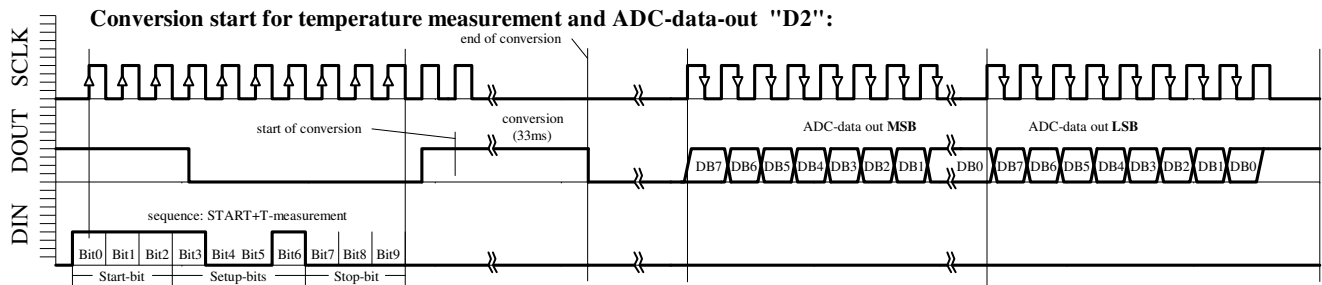 Conversion start for temperature measurement and ADC-data-out "D2":
end of conversion
SCLK
DOUT
start of conversion
conversion
(33ms)
ADC-data out MSB
ADC-data out LSB
DB7 DB6 DB5 DB4 DB3 DB2 DB1 DB0 DB7 DB6 DB5 DB4 DB3 DB2 DB1 DB0
DIN
sequence: START+T-measurement
Bit0 Bit1 Bit2 Bit3 Bit4 Bit5 Bit6 Bit7 Bit8 Bit9
Start-bit Setup-bits Stop-bit